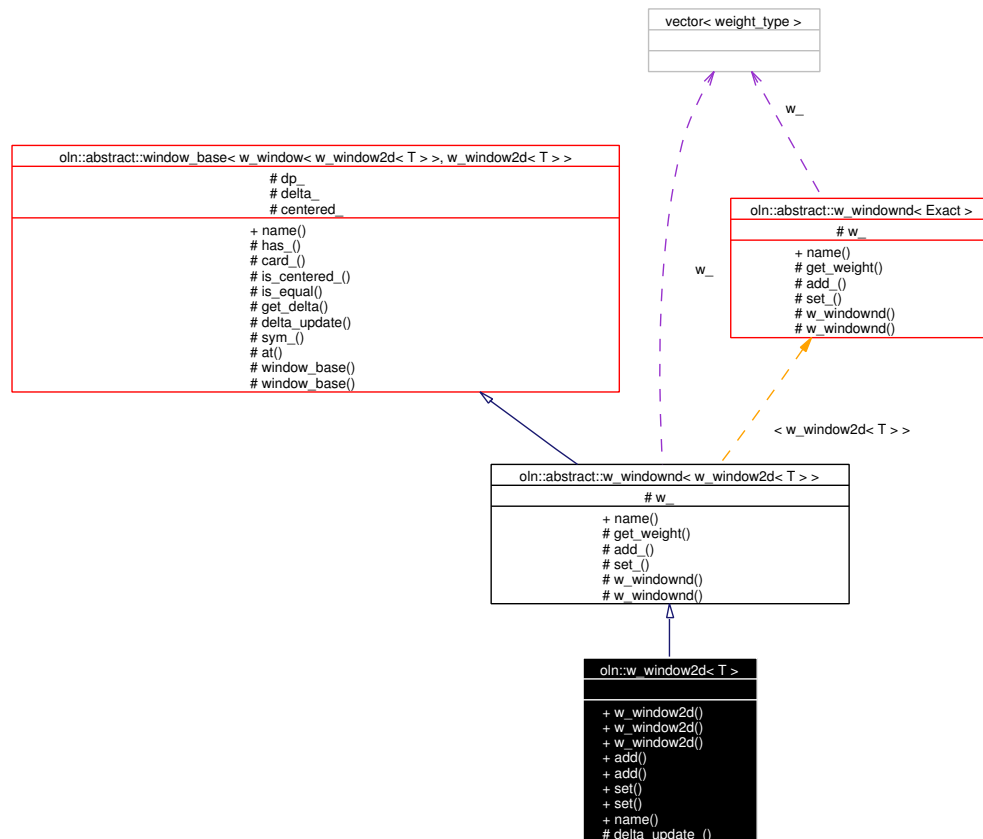 vector< weight_type >
w_
oln::abstract::window_base< w_window< w_window2d< T > >, w_window2d< T > >
# dp_
# delta_
# centered_
+ name()
# has_()
# card_()
# is_centered_()
# is_equal()
# get_delta()
# delta_update()
# sym_()
# at()
# window_base()
# window_base()
oln::abstract::w_windownd< Exact >
# w_
+ name()
# get_weight()
# add_()
# set_()
# w_windownd()
# w_windownd()
w_
< w_window2d< T > >
oln::abstract::w_windownd< w_window2d< T > >
# w_
+ name()
# get_weight()
# add_()
# set_()
# w_windownd()
# w_windownd()
oln::w_window2d< T >
+ w_window2d()
+ w_window2d()
+ w_window2d()
+ add()
+ add()
+ set()
+ set()
+ name()
# delta_update_()